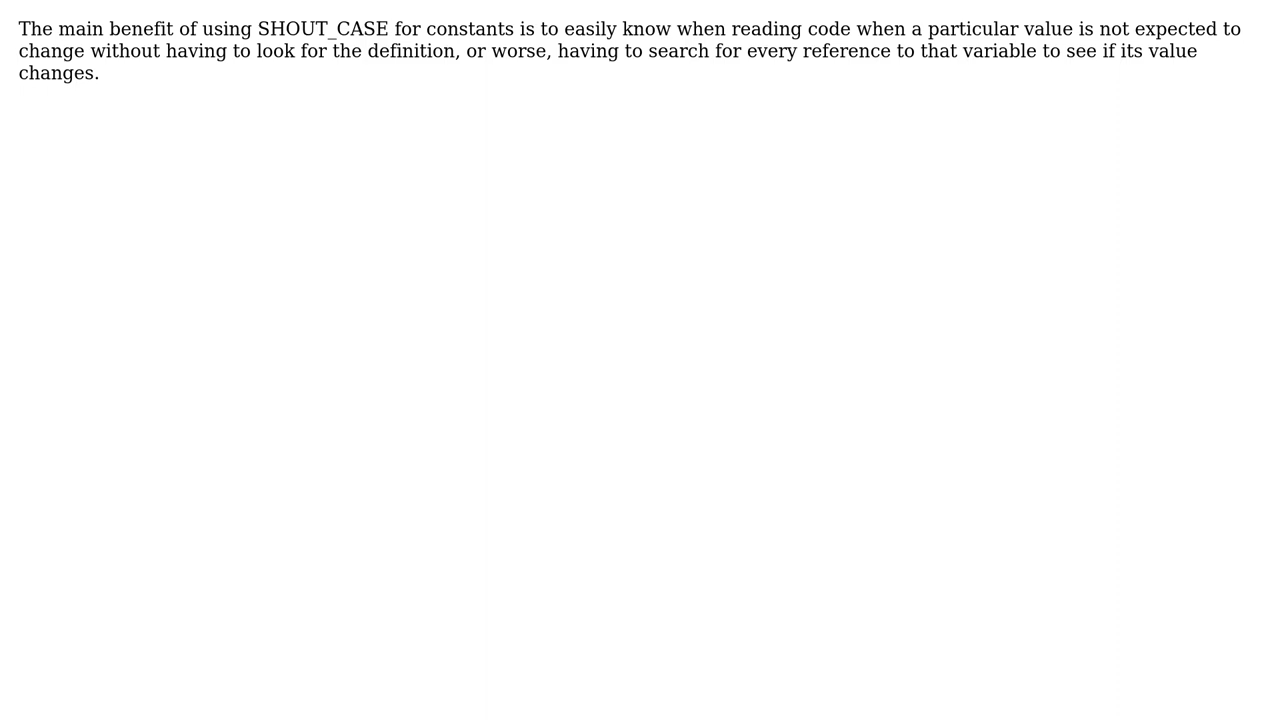 The main benefit of using SHOUT_CASE for constants is to easily know when reading code when a particular value is not expected to
change without having to look for the definition, or worse, having to search for every reference to that variable to see if its value
changes.